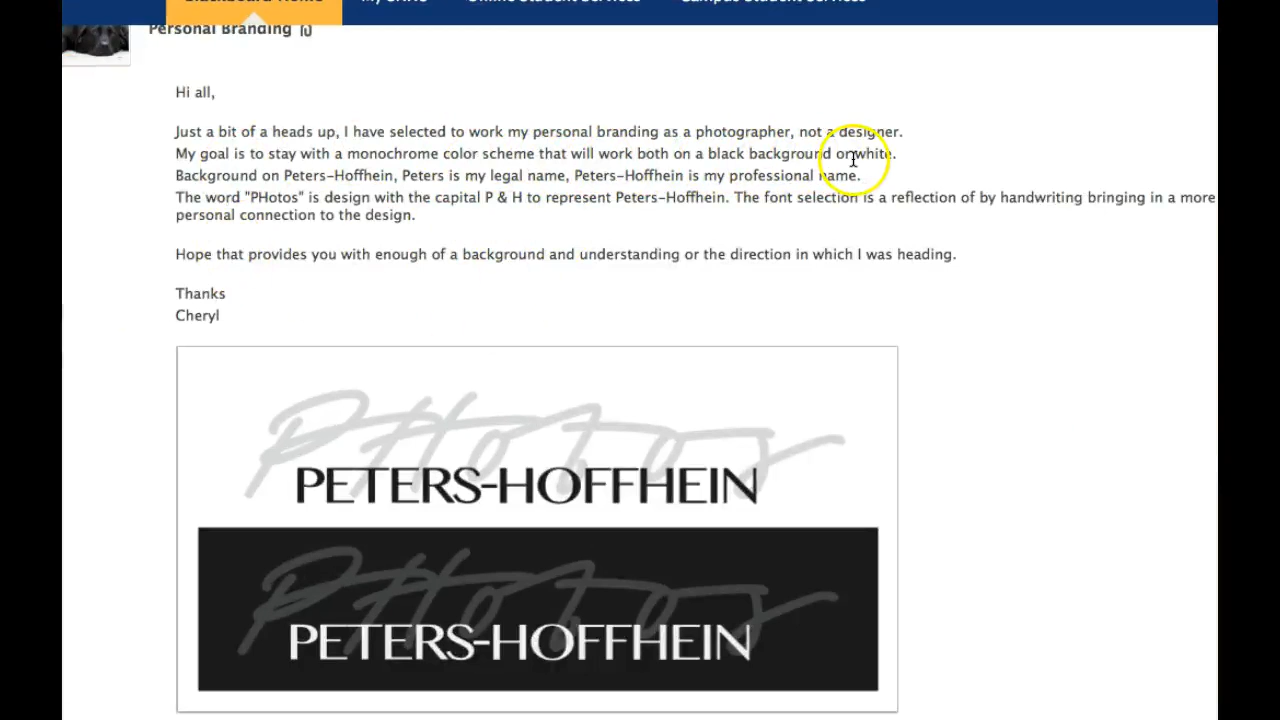 Personal Branding
Hi all,
Just a bit of a heads up, I have selected to work my personal branding as a photographer, not a designer.
My goal is to stay with a monochrome color scheme that will work both on a black background or white.
Background on Peters-Hoffhein, Peters is my legal name, Peters-Hoffhein is my professional name.
The word "PHotos" is design with the capital P & H to represent Peters-Hoffhein. The font selection is a reflection of by handwriting bringing in a more
personal connection to the design.
Hope that provides you with enough of a background and understanding or the direction in which I was heading.
Thanks
Cheryl
PHotos
PETERS-HOFFHEIN
PHotos
PETERS-HOFFHEIN